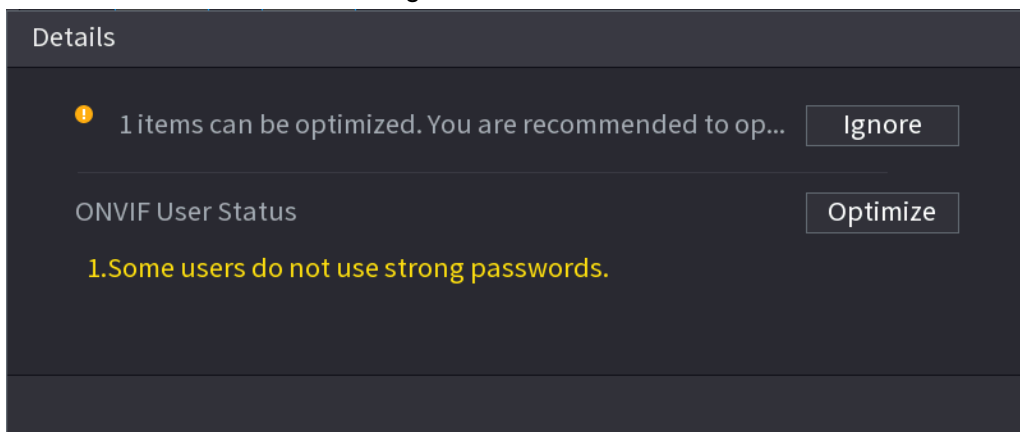 Details
1 items can be optimized. You are recommended to op... Ignore
ONVIF User Status Optimize
1.Some users do not use strong passwords.